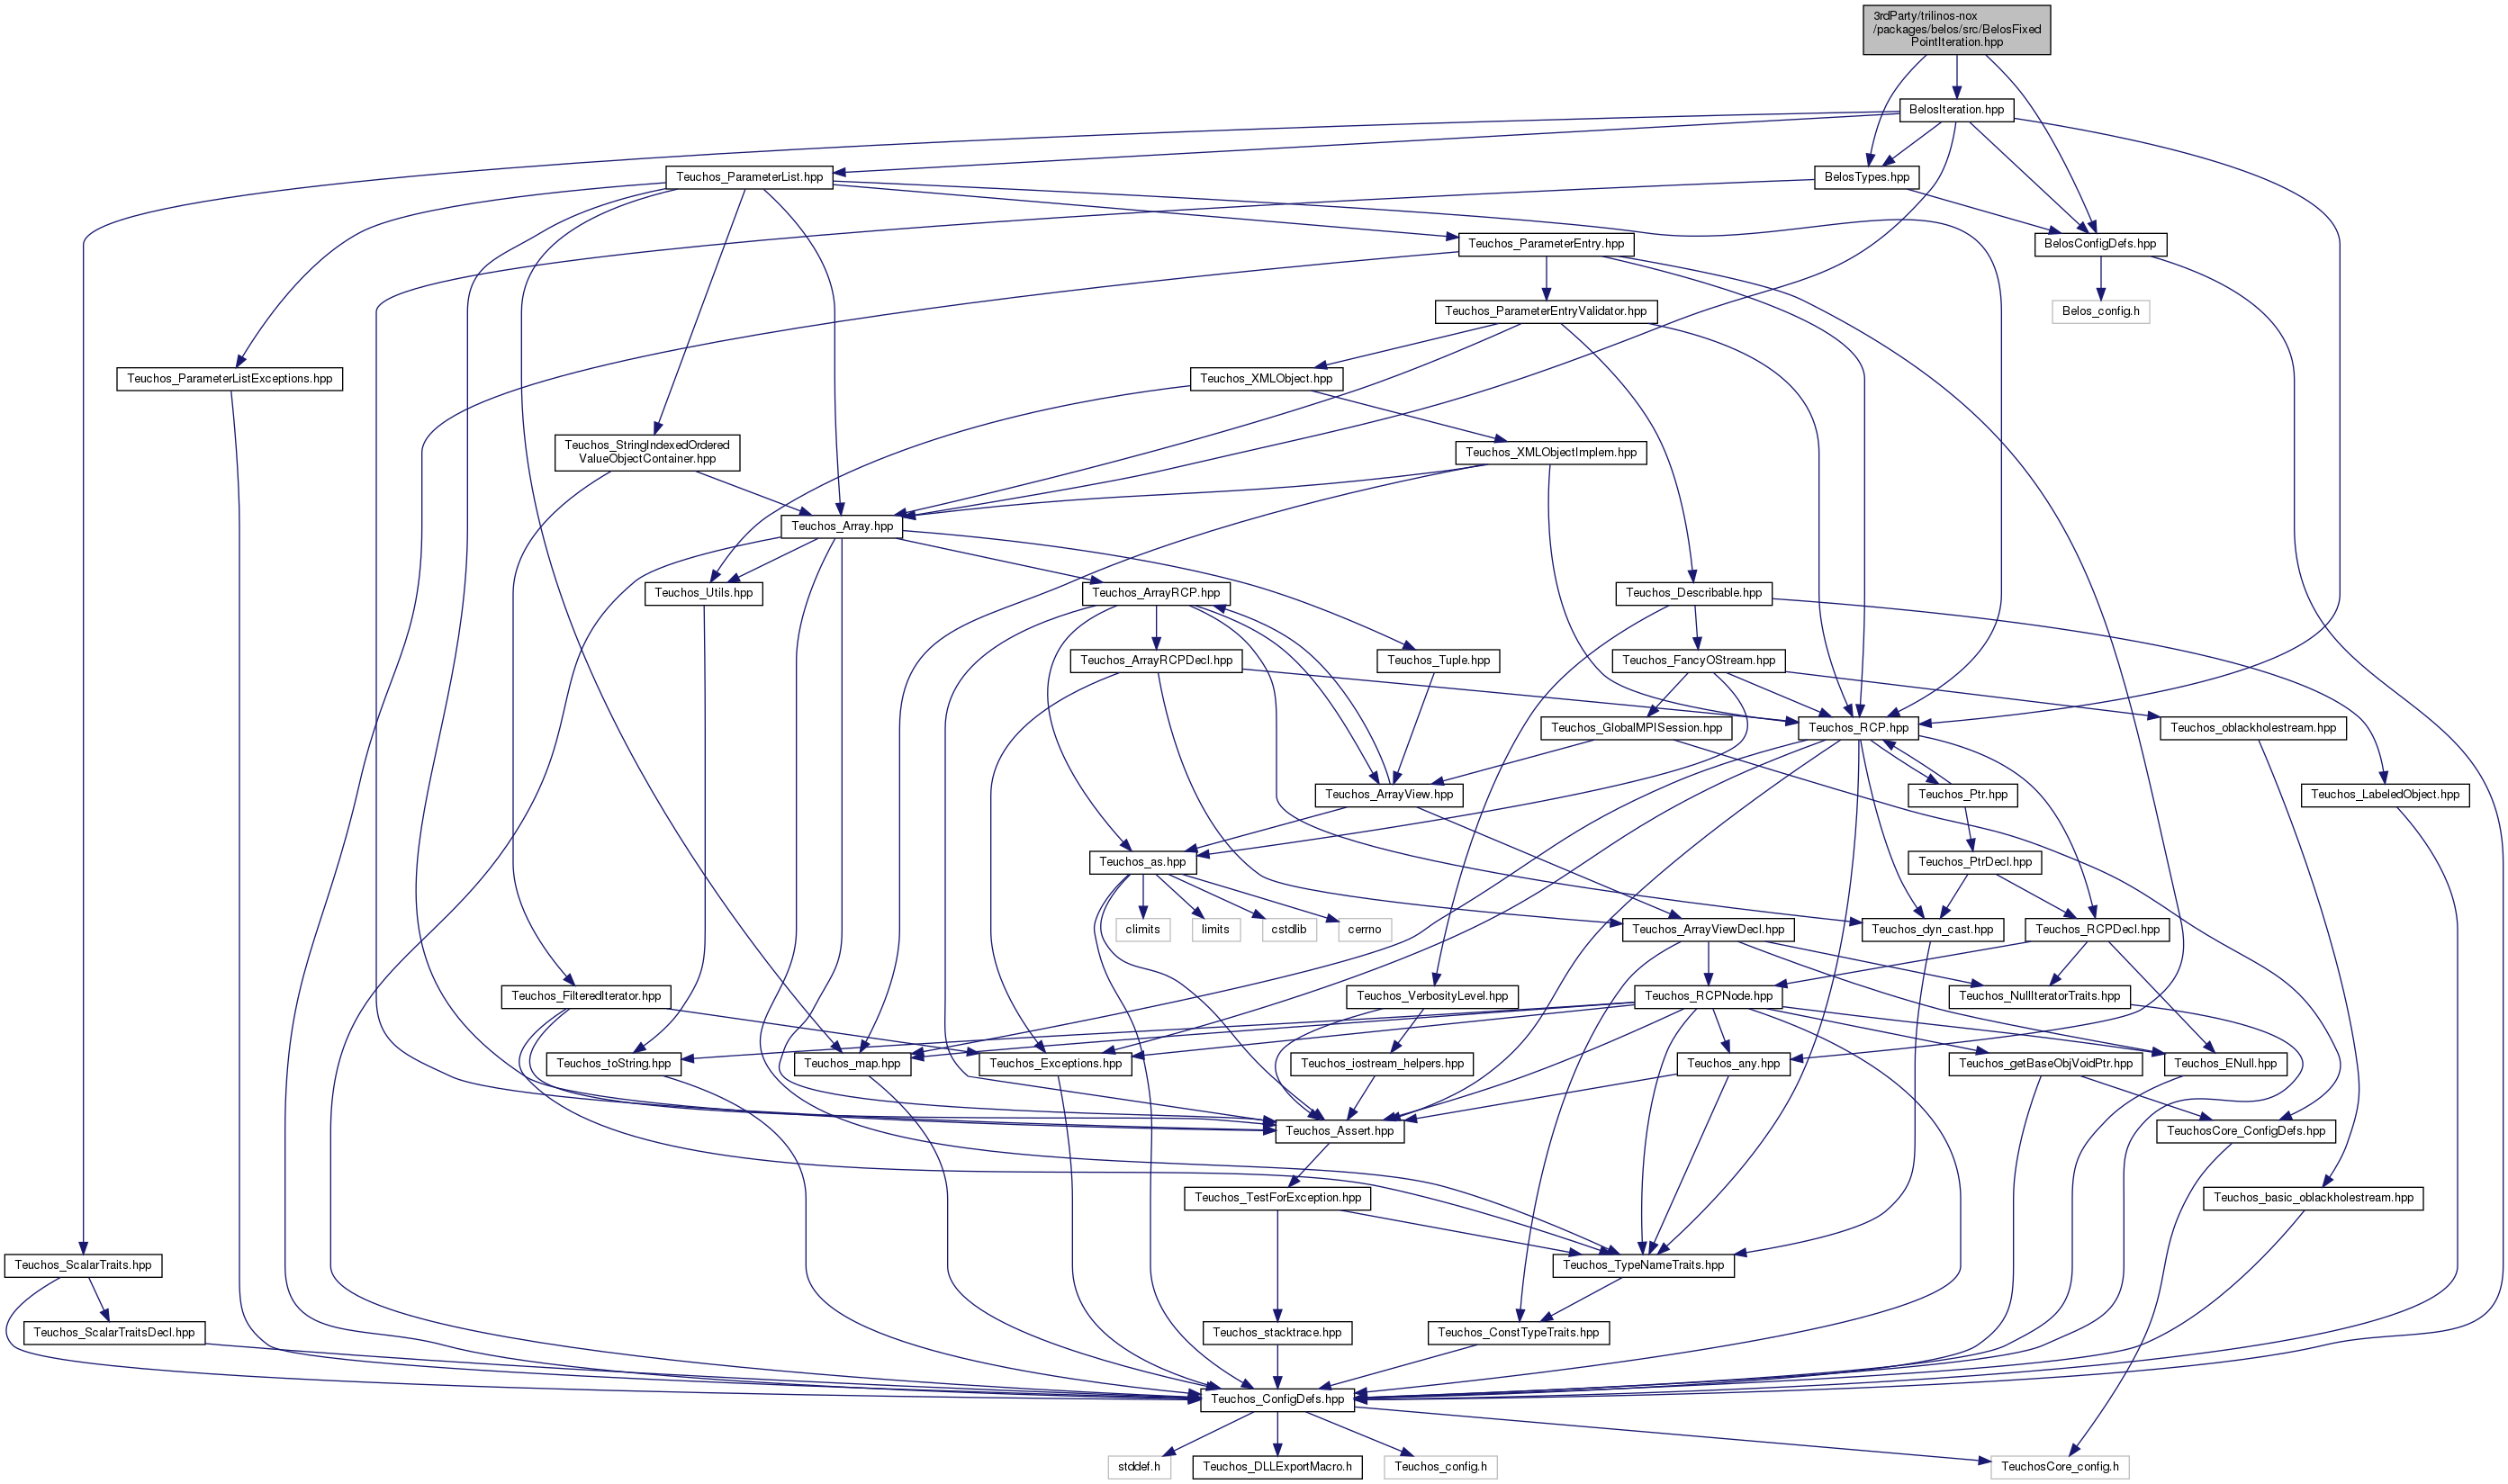 3rdParty/trilinos-nox
/packages/belos/src/BelosFixed
PointIteration.hpp
BelosIteration.hpp
Teuchos_ParameterList.hpp
BelosTypes.hpp
Teuchos_ParameterEntry.hpp
BelosConfigDefs.hpp
Teuchos_ParameterEntryValidator.hpp
Belos_config.h
Teuchos_ParameterListExceptions.hpp
Teuchos_XMLObject.hpp
Teuchos_StringIndexedOrdered
ValueObjectContainer.hpp
Teuchos_XMLObjectImplem.hpp
Teuchos_Array.hpp
Teuchos_Utils.hpp
Teuchos_ArrayRCP.hpp
Teuchos_Describable.hpp
Teuchos_ArrayRCPDecl.hpp
Teuchos_Tuple.hpp
Teuchos_FancyOStream.hpp
Teuchos_GlobalMPISession.hpp
Teuchos_RCP.hpp
Teuchos_oblackholestream.hpp
Teuchos_ArrayView.hpp
Teuchos_Ptr.hpp
Teuchos_LabeledObject.hpp
Teuchos_as.hpp
Teuchos_PtrDecl.hpp
climits
limits
cstdlib
cerrno
Teuchos_ArrayViewDecl.hpp
Teuchos_dyn_cast.hpp
Teuchos_RCPDecl.hpp
Teuchos_FilteredIterator.hpp
Teuchos_VerbosityLevel.hpp
Teuchos_RCPNode.hpp
Teuchos_NullIteratorTraits.hpp
Teuchos_toString.hpp
Teuchos_map.hpp
Teuchos_Exceptions.hpp
Teuchos_iostream_helpers.hpp
Teuchos_any.hpp
Teuchos_getBaseObjVoidPtr.hpp
Teuchos_ENull.hpp
Teuchos_Assert.hpp
TeuchosCore_ConfigDefs.hpp
Teuchos_TestForException.hpp
Teuchos_basic_oblackholestream.hpp
Teuchos_ScalarTraits.hpp
Teuchos_TypeNameTraits.hpp
Teuchos_ScalarTraitsDecl.hpp
Teuchos_stacktrace.hpp
Teuchos_ConstTypeTraits.hpp
Teuchos_ConfigDefs.hpp
stddef.h
Teuchos_DLLExportMacro.h
Teuchos_config.h
TeuchosCore_config.h